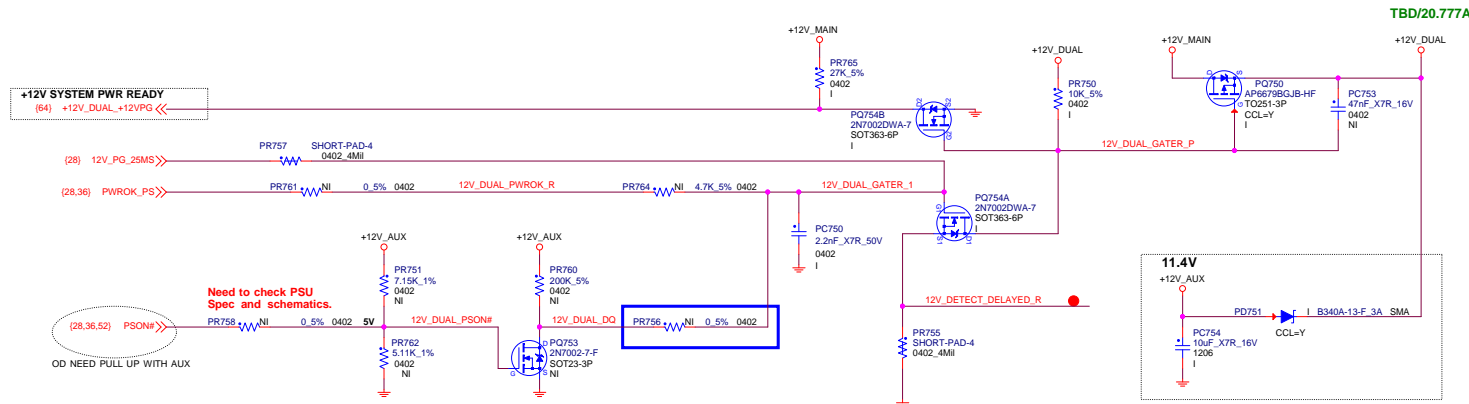 TBD/20.777A
+12V_MAIN
+12V_MAIN
+12V_DUAL
+12V_DUAL
PR765
27K_5%
0402
I
PR750
10K_5%
0402
I
D
S
G
PQ750
AP6679BGJB-HF
TO251-3P
CCL=Y
I
PC753
47nF_X7R_16V
0402
NI
+12V SYSTEM PWR READY
{64} +12V_DUAL_+12VPG
D2
S2
G2
PQ754B
2N7002DWA-7
SOT363-6P
I
12V_DUAL_GATER_P
{28} 12V_PG_25MS
PR757
SHORT-PAD-4
0402_4Mil
{28,36} PWROK_PS
PR761
NI
0_5% 0402
12V_DUAL_PWROK_R
PR764
NI
4.7K_5% 0402
12V_DUAL_GATER_1
PQ754A
2N7002DWA-7
SOT363-6P
I
G1
S1
D1
PC750
2.2nF_X7R_50V
0402
I
+12V_AUX
PR751
7.15K_1%
0402
NI
+12V_AUX
PR760
200K_5%
0402
NI
Need to check PSU
Spec and schematics.
{28,36,52} PSON#
PR758
NI
0_5% 0402
5V
12V_DUAL_PSON#
12V_DUAL_DQ
PR756
NI
0_5% 0402
OD NEED PULL UP WITH AUX
PR762
5.11K_1%
0402
NI
D
G
S
PQ753
2N7002-7-F
SOT23-3P
NI
12V_DETECT_DELAYED_R
PR755
SHORT-PAD-4
0402_4Mil
11.4V
+12V_AUX
PD751
I
B340A-13-F_3A
SMA
CCL=Y
PC754
10uF_X7R_16V
1206
I